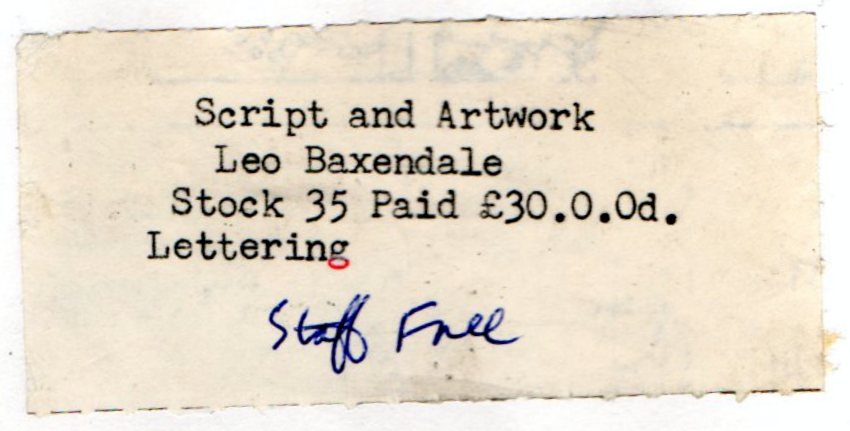 Script and Artwork
Leo Baxendale
Stock 35 Paid £30.0.0d.
Lettering
Staff Free